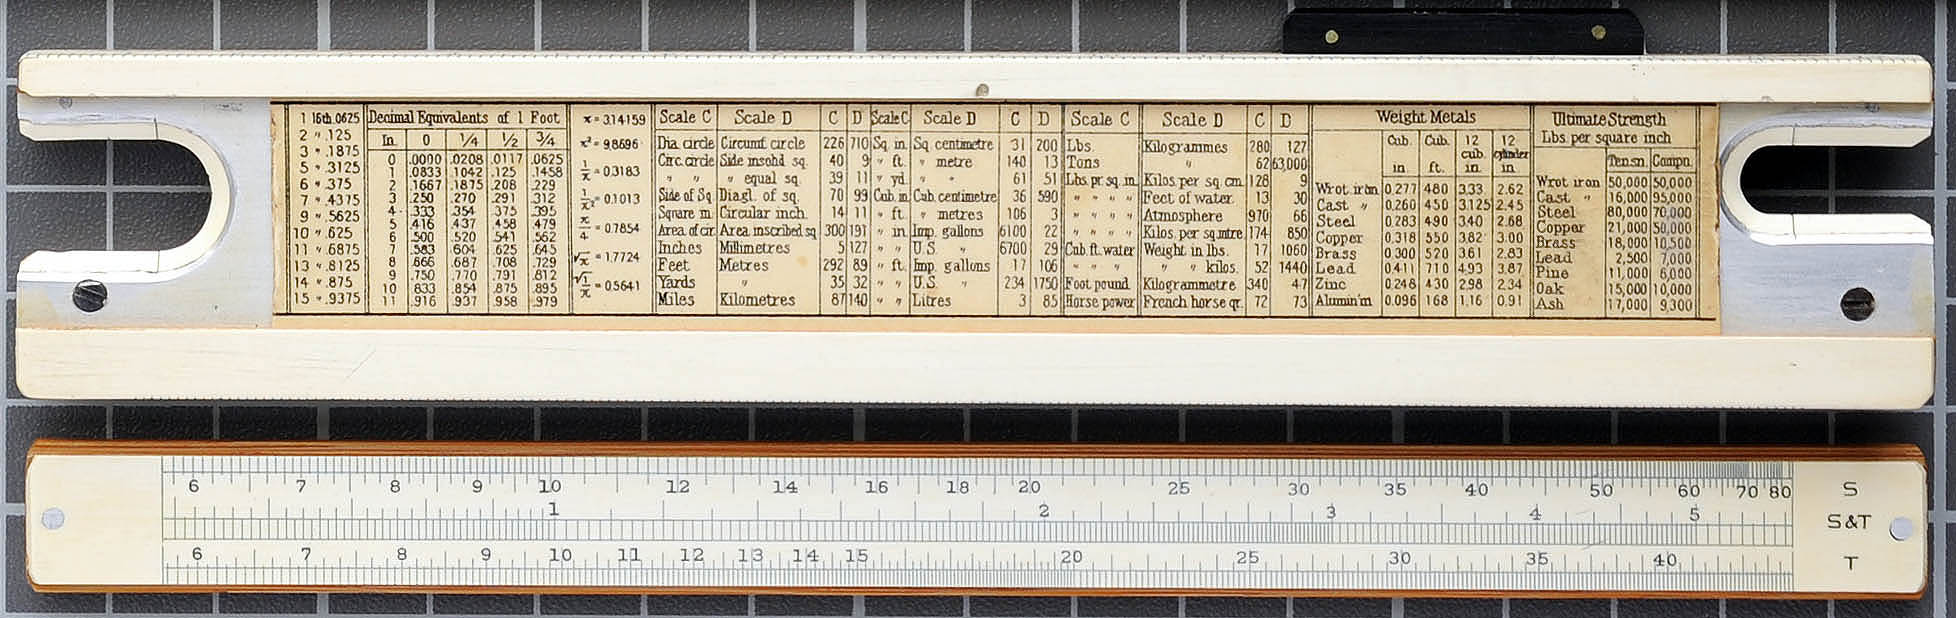 1 16th .0625
2 " .125
3 " .1875
5 " .3125
6 " .375
7 " .4375
9 " .5625
10 " .625
11 " .6875
13 " .8125
14 " .875
15 " .9375
Decimal Equivalents of 1 Foot
In. 0 1/4 1/2 3/4
0 .0000 .0208 .0117 .0625
1 .0833 .1042 .125 .1458
2 .1667 .1875 .208 .229
3 .250 .270 .291 .312
4 .333 .354 .375 .395
5 .416 .437 .458 .479
6 .500 .520 .541 .562
7 .583 .604 .625 .645
8 .666 .687 .708 .729
9 .750 .770 .791 .812
10 .833 .854 .875 .895
11 .916 .937 .958 .979
π = 3.14159
π² = 9.8696
1/π = 0.3183
1/π² = 0.1013
π/4 = 0.7854
√π = 1.7724
√1/π = 0.5641
Scale C Scale D C D
Dia. circle Circumf. circle 226 710
Circ. circle Side inscbd sq. 40 9
" " " equal sq. 39 11
Side of Sq. Diagl. of sq. 70 99
Square in. Circular inch. 14 11
Area of cir. Area inscribed sq. 300 191
Inches Millimetres 5 127
Feet Metres 292 89
Yards " 35 32
Miles Kilometres 87 140
Scale C Scale D C D
Sq. in. Sq. centimetre 31 200
" ft. " metre 140 13
" yd. " " 61 51
Cub. in. Cub. centimetre 36 590
" ft. " metres 106 3
" in. Imp. gallons 6100 22
" " U.S. " 6700 29
" ft. Imp. gallons 17 106
" " U.S. " 234 1750
" " Litres 3 85
Scale C Scale D C D
Lbs. Kilogrammes 280 127
Tons " 62 63,000
Lbs. pr. sq. in. Kilos. per sq. cm. 128 9
" " " " Feet of water. 13 30
" " " " Atmosphere 970 66
" " " " Kilos. per sq. mtre. 174 850
Cub. ft. water Weight in lbs. 17 1060
" " " " " kilos. 52 1440
Foot pound Kilogrammetre 340 47
Horse power French horse 72 73
Weight Metals
Cub. in. Cub. ft. 12 cub. in. 12 cylinder in
Wrot iron 0.277 480 3.33 2.62
Cast " 0.260 450 3.125 2.45
Steel 0.283 490 3.40 2.68
Copper 0.318 550 3.82 3.00
Brass 0.300 520 3.61 2.83
Lead 0.411 710 4.93 3.87
Zinc 0.248 430 2.98 2.34
Alumin'm 0.096 168 1.16 0.91
Ultimate Strength
Lbs. per square inch
Tensn. Compn.
Wrot iron 50,000 50,000
Cast " 16,000 95,000
Steel 80,000 70,000
Copper 21,000 50,000
Brass 18,000 10,500
Lead 2,500 7,000
Pine 11,000 6,000
Oak 15,000 10,000
Ash 17,000 9,300
6 7 8 9 10 12 14 16 18 20 25 30 35 40 50 60 70 80 S
1 2 3 4 5 S&T
6 7 8 9 10 11 12 13 14 15 20 25 30 35 40 T